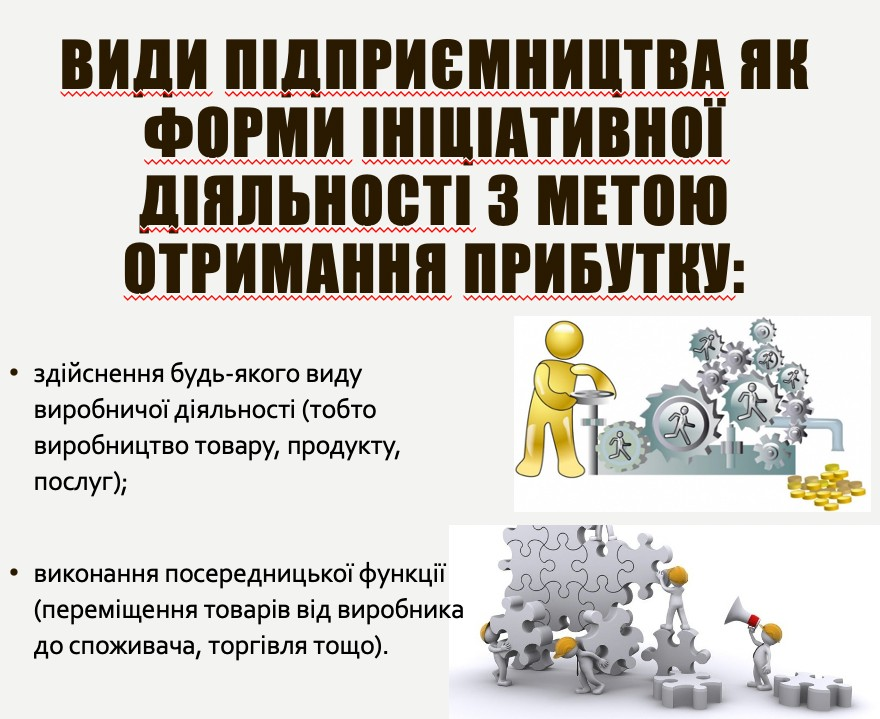 ВИДИ ПІДПРИЄМНИЦТВА ЯК
ФОРМИ ІНІЦІАТИВНОЇ
ДІЯЛЬНОСТІ З МЕТОЮ
ОТРИМАННЯ ПРИБУТКУ:
• здійснення будь-якого виду
виробничої діяльності (тобто
виробництво товару, продукту,
послуг);
• виконання посередницької функції
(переміщення товарів від виробника
до споживача, торгівля тощо).